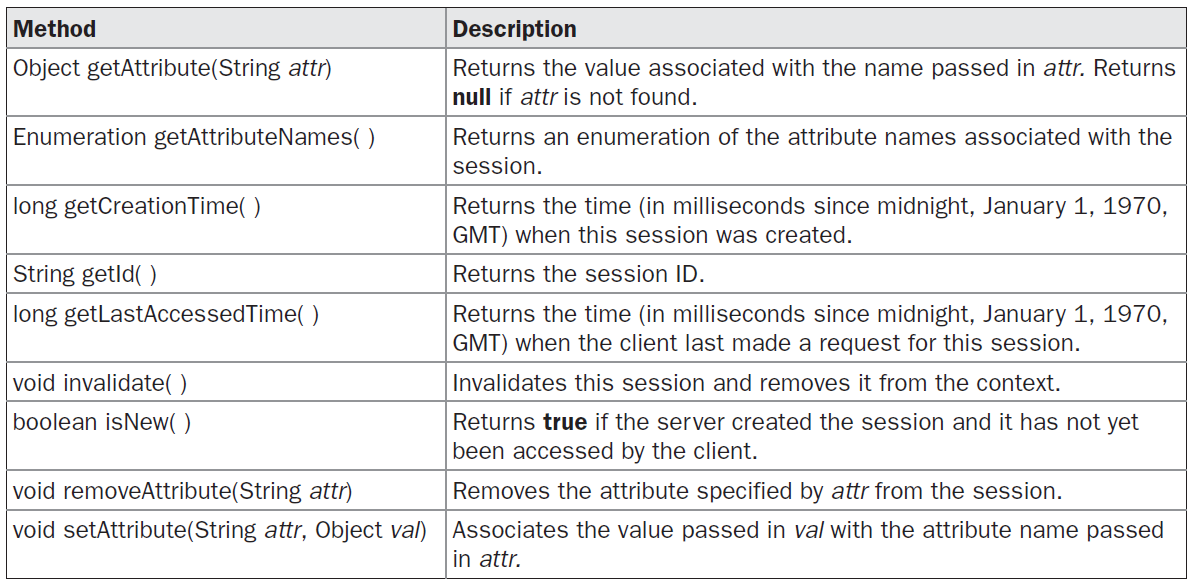 Method Description
Object getAttribute(String attr) Returns the value associated with the name passed in attr. Returns
null if attr is not found.
Enumeration getAttributeNames( ) Returns an enumeration of the attribute names associated with the
session.
long getCreationTime( ) Returns the time (in milliseconds since midnight, January 1, 1970,
GMT) when this session was created.
String getId( ) Returns the session ID.
long getLastAccessedTime( ) Returns the time (in milliseconds since midnight, January 1, 1970,
GMT) when the client last made a request for this session.
void invalidate( ) Invalidates this session and removes it from the context.
boolean isNew( ) Returns true if the server created the session and it has not yet
been accessed by the client.
void removeAttribute(String attr) Removes the attribute specified by attr from the session.
void setAttribute(String attr, Object val) Associates the value passed in val with the attribute name passed
in attr.